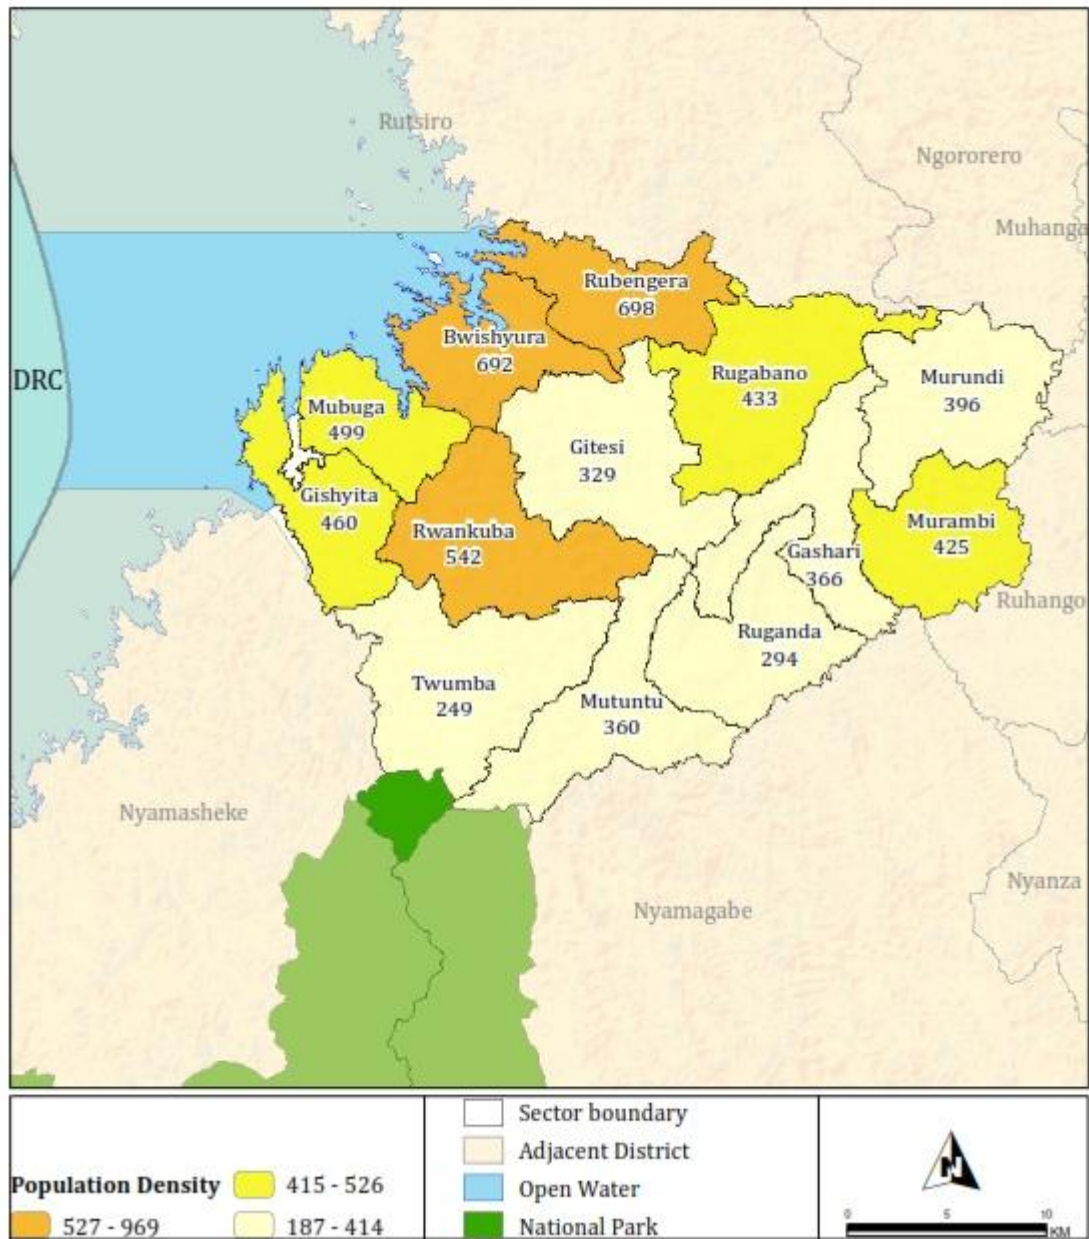 Rutsiro
Ngororero
Muhanga
Rubengera
698
Bwishyura
692
DRC
Rugabano
433
Murundi
396
Mubuga
499
Gitesi
329
Gishyita
460
Rwankuba
542
Murambi
425
Gashari
366
Ruhango
Ruganda
294
Twumba
249
Mutuntu
360
Nyamasheke
Nyanza
Nyamagabe
Population Density
415 - 526
527 - 969
187 - 414
Sector boundary
Adjacent District
Open Water
National Park
N
0 5 10
KM